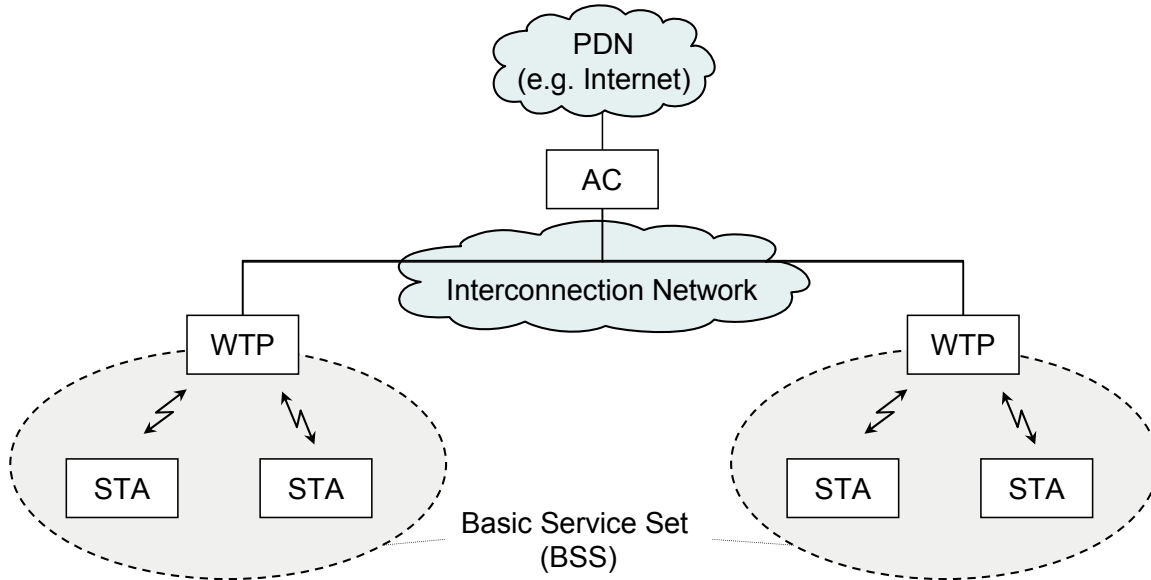 PDN
(e.g. Internet)
AC
Interconnection Network
WTP
WTP
STA
STA
STA
STA
Basic Service Set
(BSS)